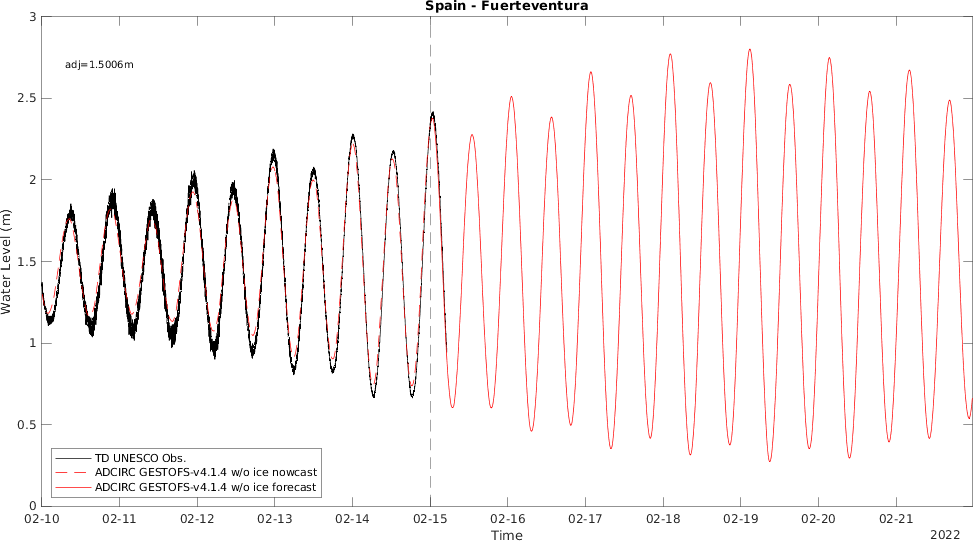 Spain - Fuerteventura
3
adj=1.5006m
2.5
2
1.5
1
0.5
0
Water Level (m)
TD UNESCO Obs.
ADCIRC GESTOFS-v4.1.4 w/o ice nowcast
ADCIRC GESTOFS-v4.1.4 w/o ice forecast
02-10 02-11 02-12 02-13 02-14 02-15 02-16 02-17 02-18 02-19 02-20 02-21
Time
2022